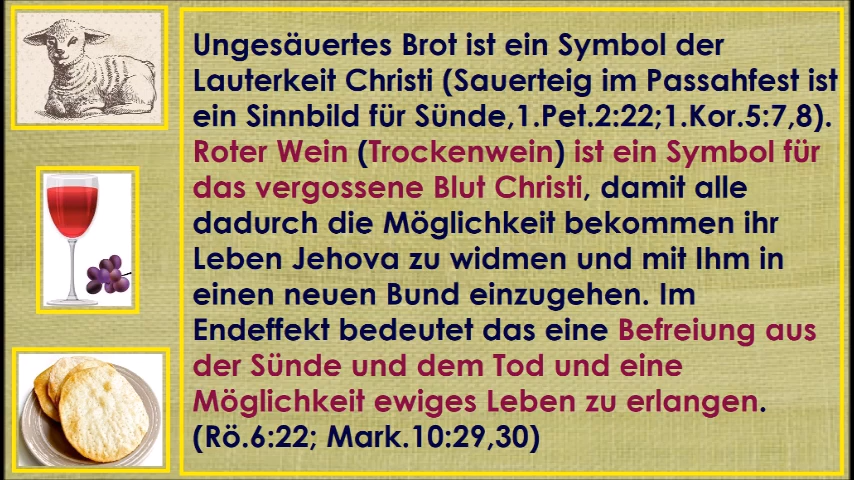 Ungesäuertes Brot ist ein Symbol der
Lauterkeit Christi (Sauerteig im Passahfest ist
ein Sinnbild für Sünde,1.Pet.2:22;1.Kor.5:7,8).
Roter Wein (Trockenwein) ist ein Symbol für
das vergossene Blut Christi, damit alle
dadurch die Möglichkeit bekommen ihr
Leben Jehova zu widmen und mit Ihm in
einen neuen Bund einzugehen. Im
Endeffekt bedeutet das eine Befreiung aus
der Sünde und dem Tod und eine
Möglichkeit ewiges Leben zu erlangen.
(Rö.6:22; Mark.10:29,30)